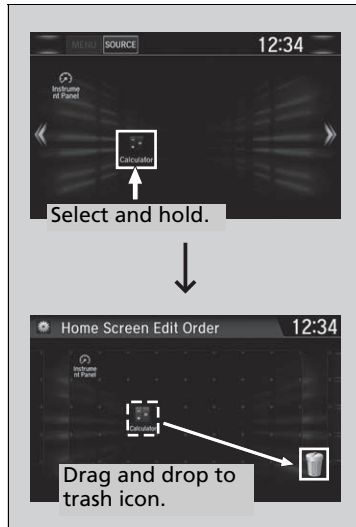 MENU SOURCE 12:34
Instrume
nt Panel
Calculator
Select and hold.
Home Screen Edit Order 12:34
Instrume
nt Panel
Calculator
Drag and drop to
trash icon.